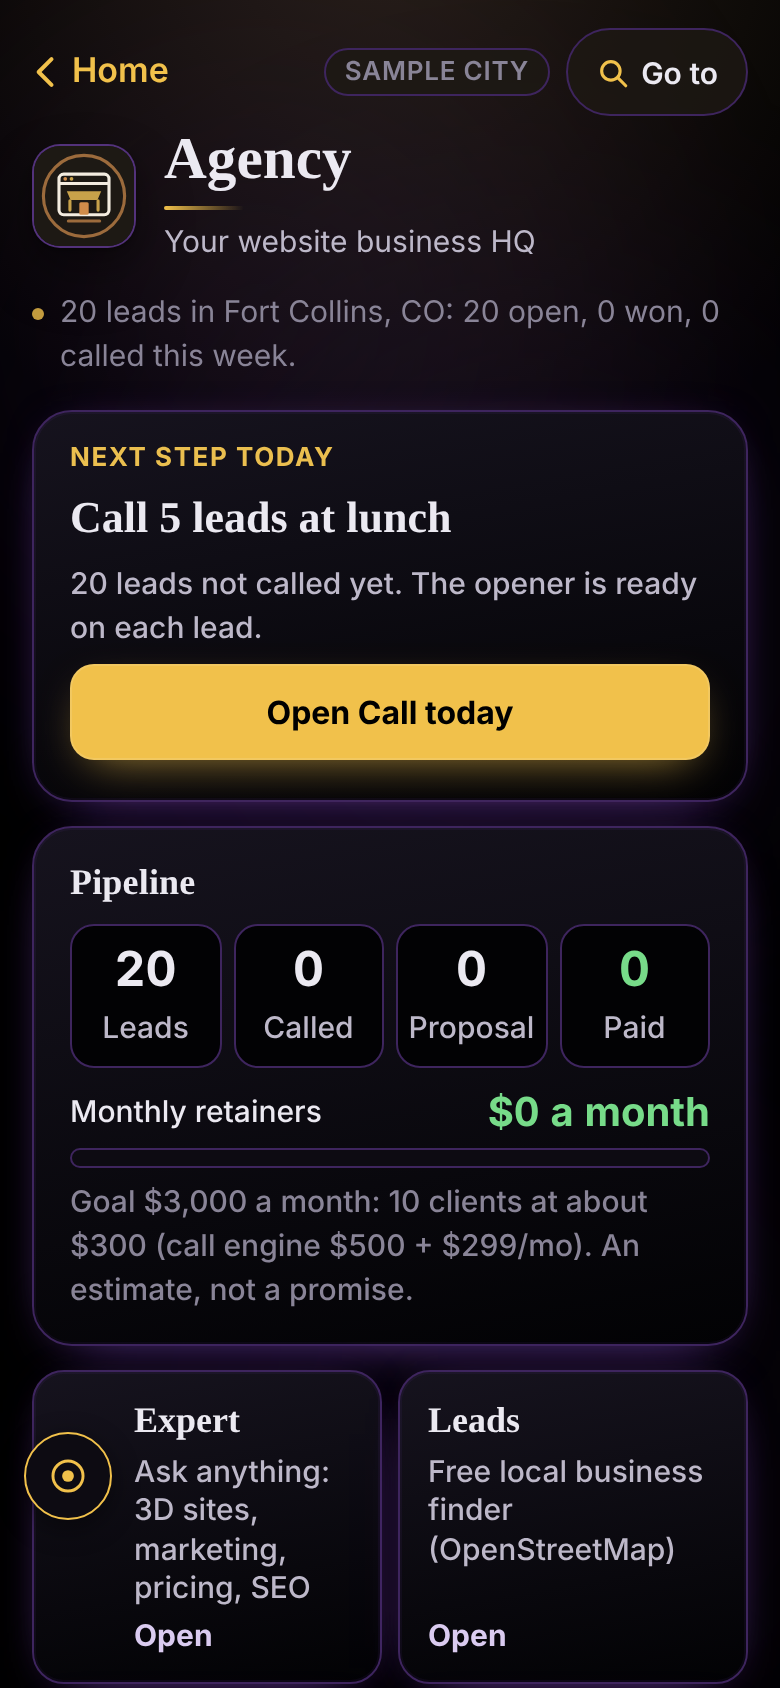 Home
SAMPLE CITY
Go to
Agency
Your website business HQ
20 leads in Fort Collins, CO: 20 open, 0 won, 0
called this week.
NEXT STEP TODAY
Call 5 leads at lunch
20 leads not called yet. The opener is ready
on each lead.
Open Call today
Pipeline
20
Leads
0
Called
0
Proposal
0
Paid
Monthly retainers
$0 a month
Goal $3,000 a month: 10 clients at about
$300 (call engine $500 + $299/mo). An
estimate, not a promise.
Expert
Ask anything:
3D sites,
marketing,
pricing, SEO
Open
Leads
Free local business
finder
(OpenStreetMap)
Open